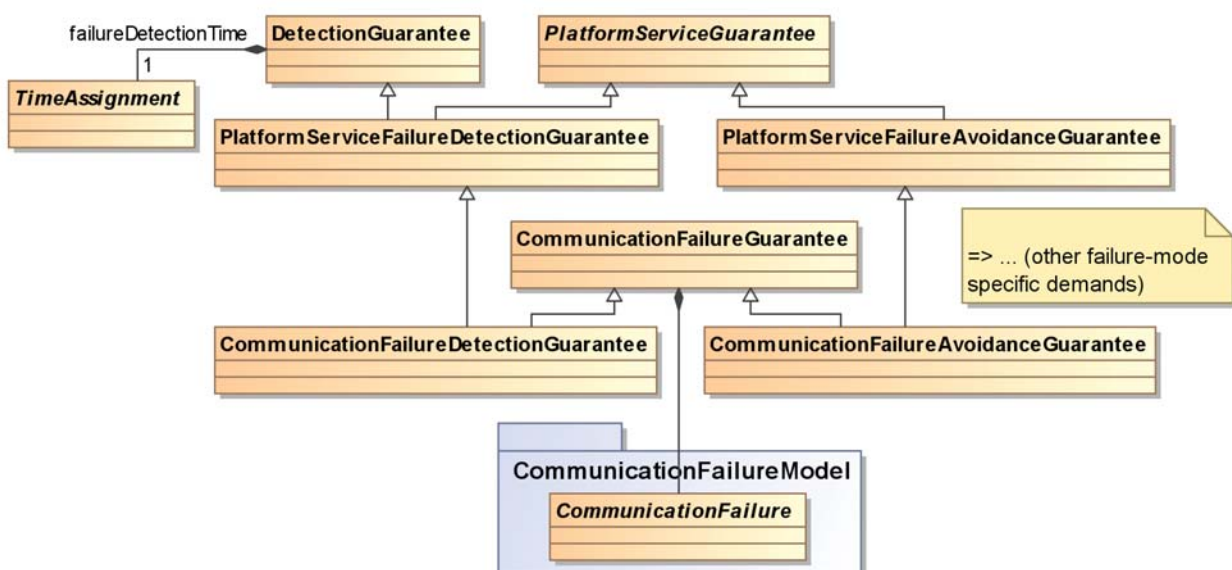 failureDetectionTime
DetectionGuarantee
PlatformServiceGuarantee
1
TimeAssignment
PlatformServiceFailureDetectionGuarantee
PlatformServiceFailureAvoidanceGuarantee
CommunicationFailureGuarantee
=> ... (other failure-mode
specific demands)
CommunicationFailureDetectionGuarantee
CommunicationFailureAvoidanceGuarantee
CommunicationFailureModel
CommunicationFailure